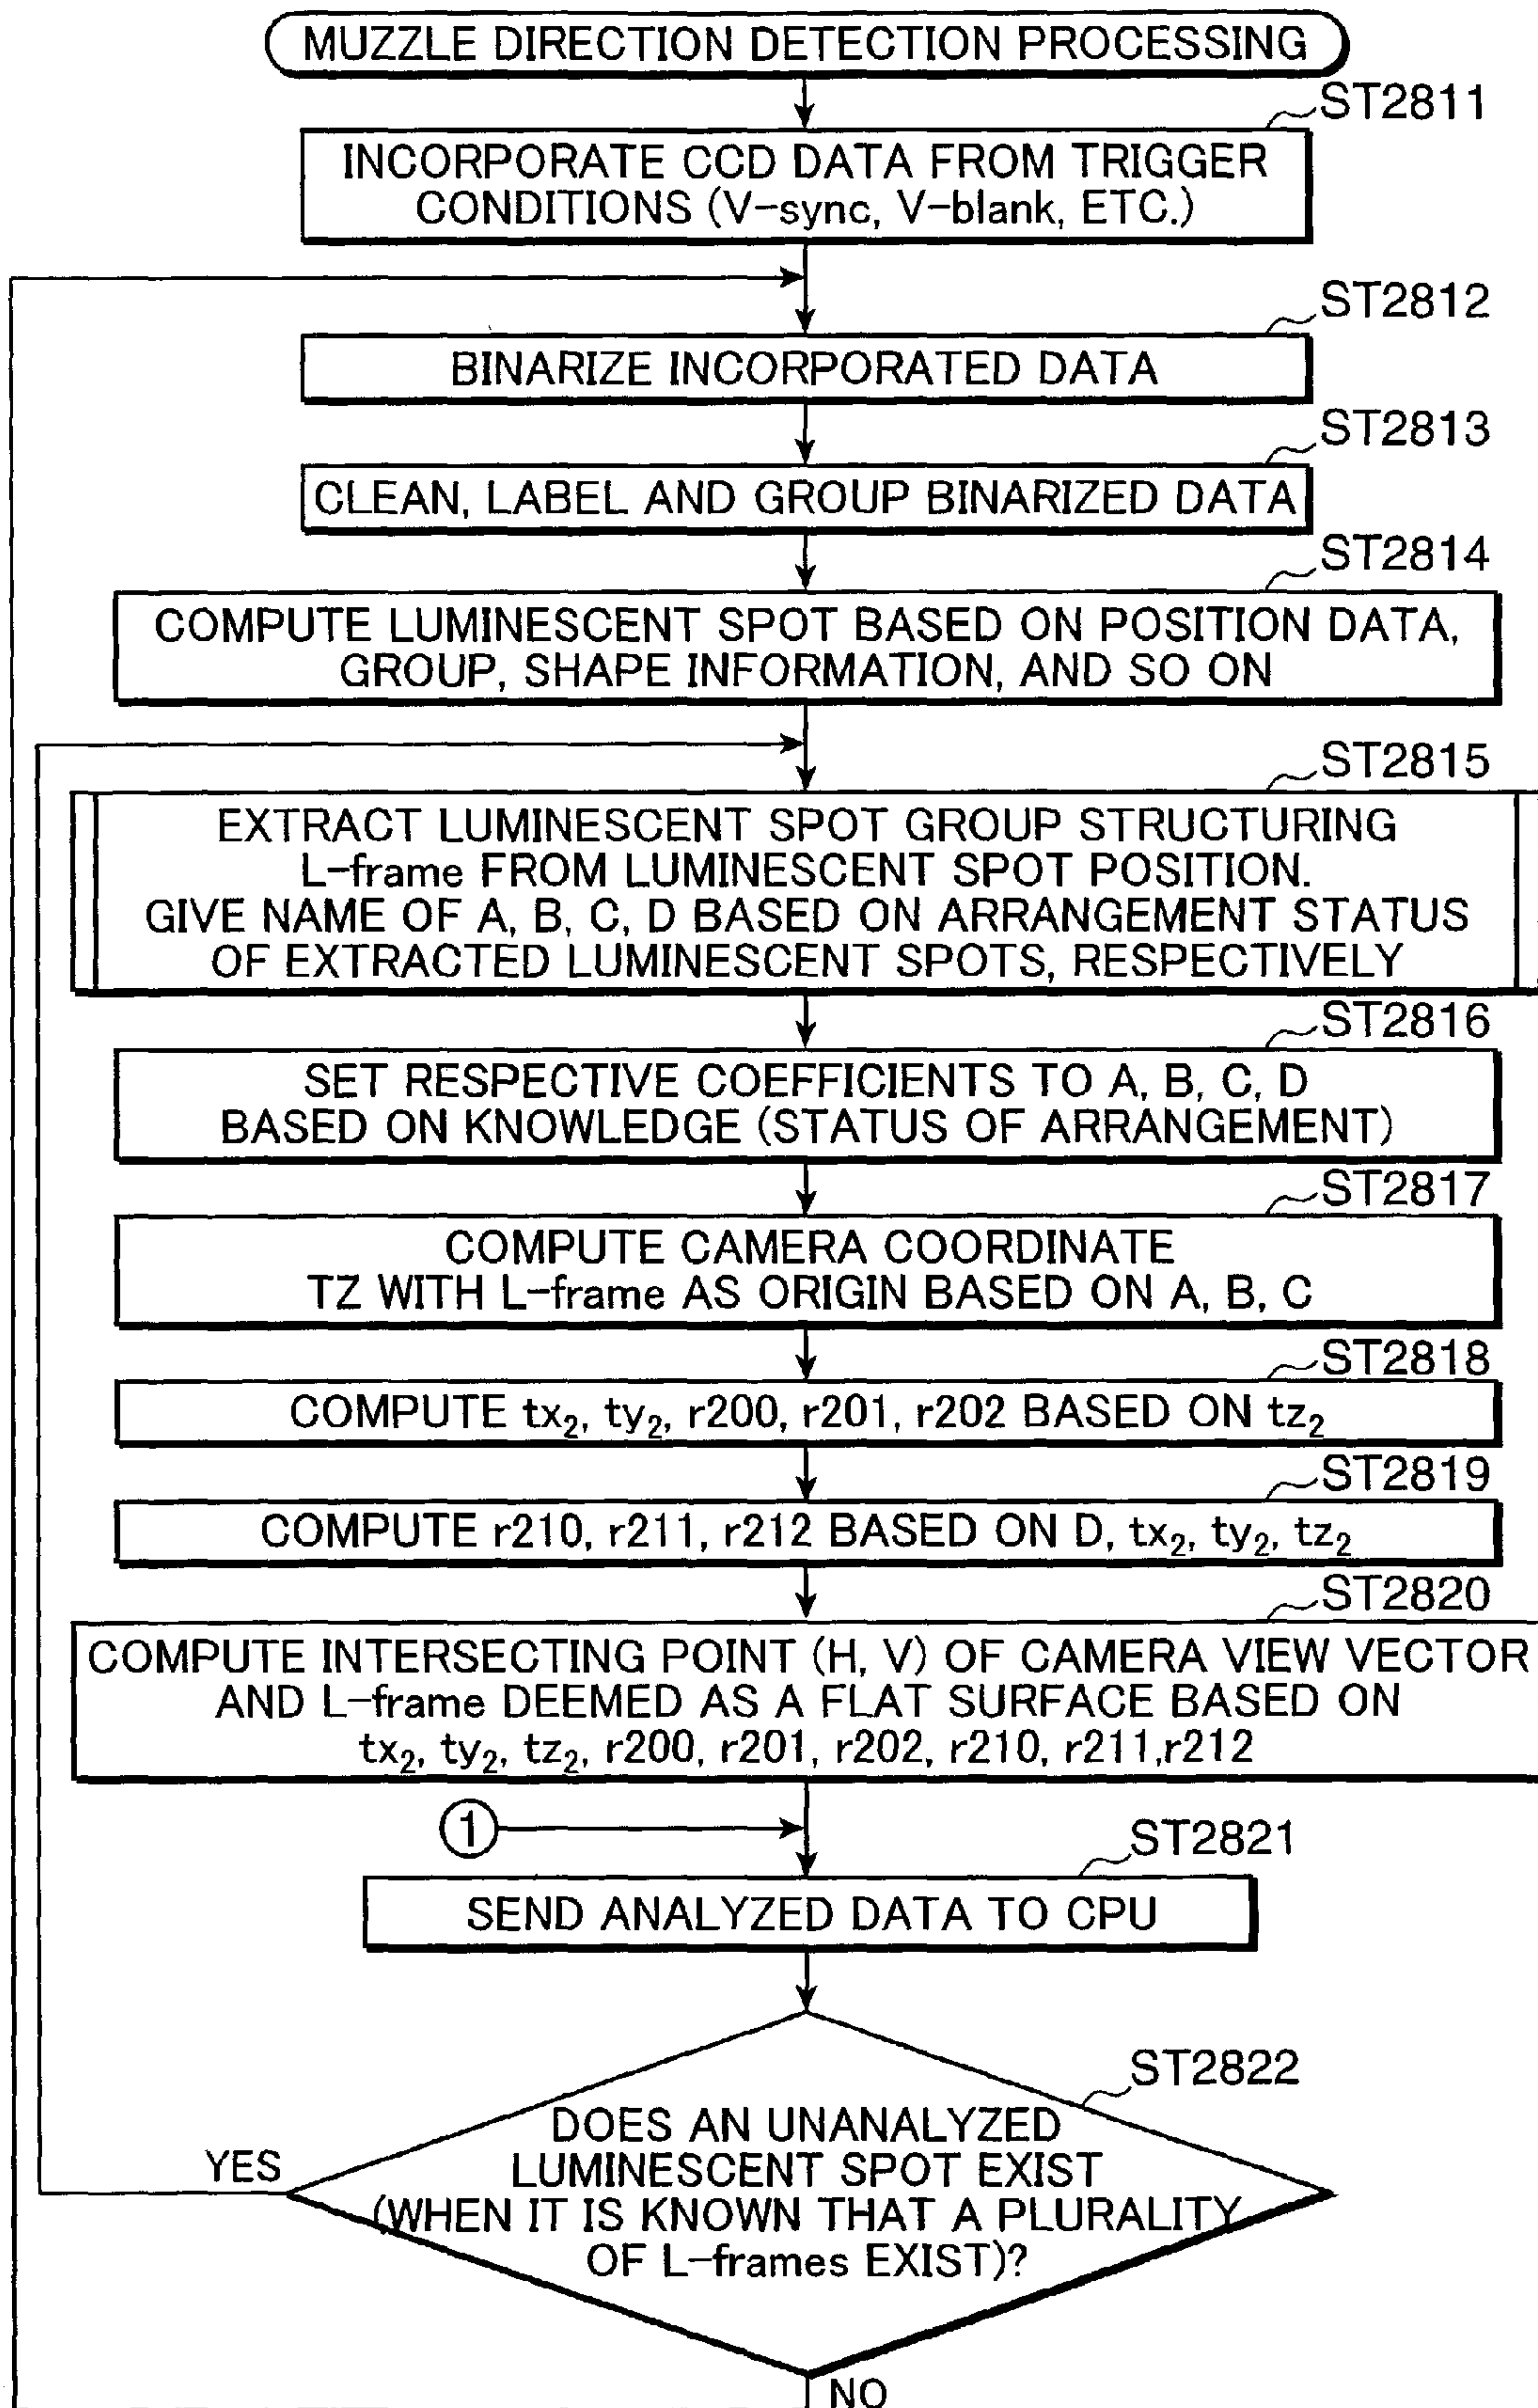 MUZZLE DIRECTION DETECTION PROCESSING
ST2811
INCORPORATE CCD DATA FROM TRIGGER
CONDITIONS (V-sync, V-blank, ETC.)
ST2812
BINARIZE INCORPORATED DATA
ST2813
CLEAN, LABEL AND GROUP BINARIZED DATA
ST2814
COMPUTE LUMINESCENT SPOT BASED ON POSITION DATA,
GROUP, SHAPE INFORMATION, AND SO ON
ST2815
EXTRACT LUMINESCENT SPOT GROUP STRUCTURING
L-frame FROM LUMINESCENT SPOT POSITION.
GIVE NAME OF A, B, C, D BASED ON ARRANGEMENT STATUS
OF EXTRACTED LUMINESCENT SPOTS, RESPECTIVELY
ST2816
SET RESPECTIVE COEFFICIENTS TO A, B, C, D
BASED ON KNOWLEDGE (STATUS OF ARRANGEMENT)
ST2817
COMPUTE CAMERA COORDINATE
TZ WITH L-frame AS ORIGIN BASED ON A, B, C
ST2818
COMPUTE tx₂, ty₂, r200, r201, r202 BASED ON tz₂
ST2819
COMPUTE r210, r211, r212 BASED ON D, tx₂, ty₂, tz₂
ST2820
COMPUTE INTERSECTING POINT (H, V) OF CAMERA VIEW VECTOR
AND L-frame DEEMED AS A FLAT SURFACE BASED ON
tx₂, ty₂, tz₂, r200, r201, r202, r210, r211,r212
①
ST2821
SEND ANALYZED DATA TO CPU
ST2822
DOES AN UNANALYZED
YES
LUMINESCENT SPOT EXIST
(WHEN IT IS KNOWN THAT A PLURALITY
OF L-frames EXIST)?
NO